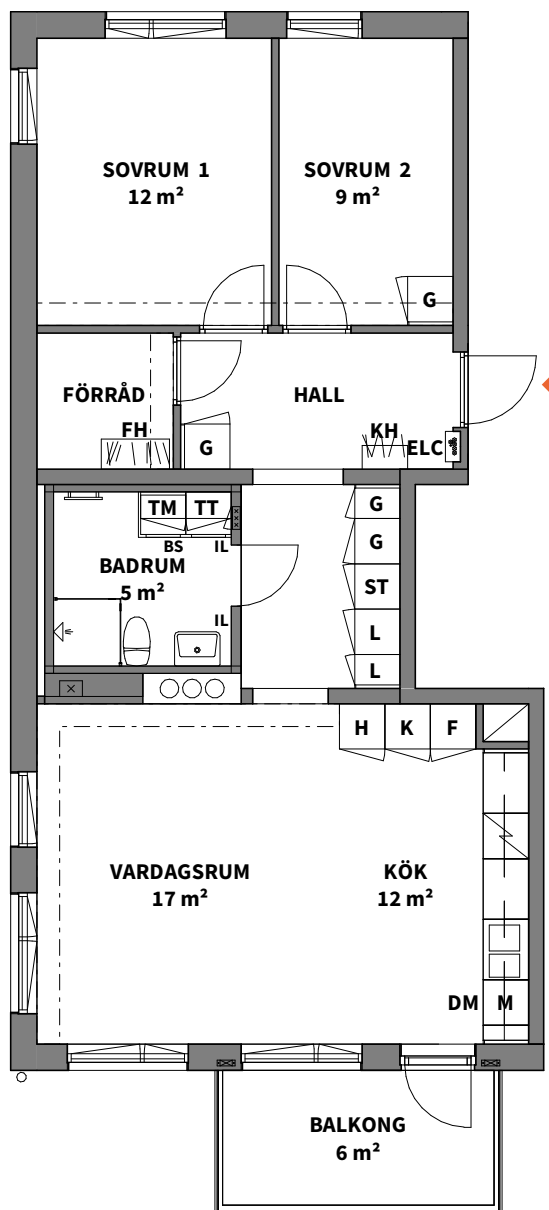 SOVRUM 1
12 m²
SOVRUM 2
9 m²
G
FÖRRÅD
FH
G
HALL
KH
ELC
TM
TT
BS
IL
BADRUM
5 m²
IL
G
G
ST
L
L
H
K
F
VARDAGSRUM
17 m²
KÖK
12 m²
DM
M
BALKONG
6 m²